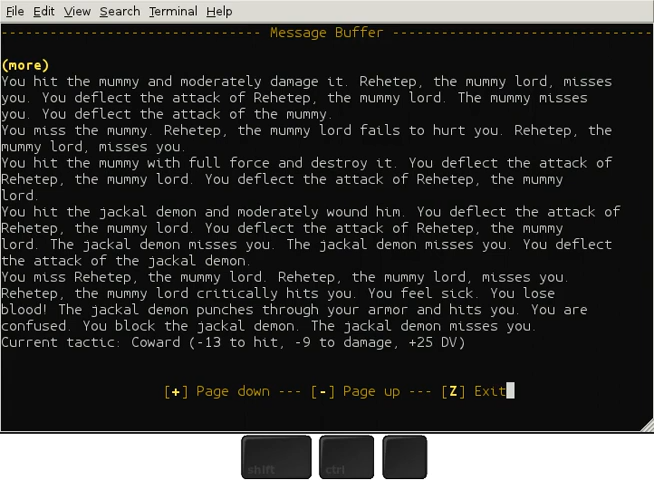 File Edit View Search Terminal Help
------------------------------ Message Buffer ------------------------------
(more)
You hit the mummy and moderately damage it. Rehetep, the mummy lord, misses
you. You deflect the attack of Rehetep, the mummy lord. The mummy misses
you. You deflect the attack of the mummy.
You miss the mummy. Rehetep, the mummy lord fails to hurt you. Rehetep, the
mummy lord, misses you.
You hit the mummy with full force and destroy it. You deflect the attack of
Rehetep, the mummy lord. You deflect the attack of Rehetep, the mummy
lord.
You hit the jackal demon and moderately wound him. You deflect the attack of
Rehetep, the mummy lord. You deflect the attack of Rehetep, the mummy
lord. The jackal demon misses you. The jackal demon misses you. You deflect
the attack of the jackal demon.
You miss Rehetep, the mummy lord. Rehetep, the mummy lord, misses you.
Rehetep, the mummy lord critically hits you. You feel sick. You lose
blood! The jackal demon punches through your armor and hits you. You are
confused. You block the jackal demon. The jackal demon misses you.
Current tactic: Coward (-13 to hit, -9 to damage, +25 DV)
[+] Page down --- [-] Page up --- [Z] Exit
shift ctrl